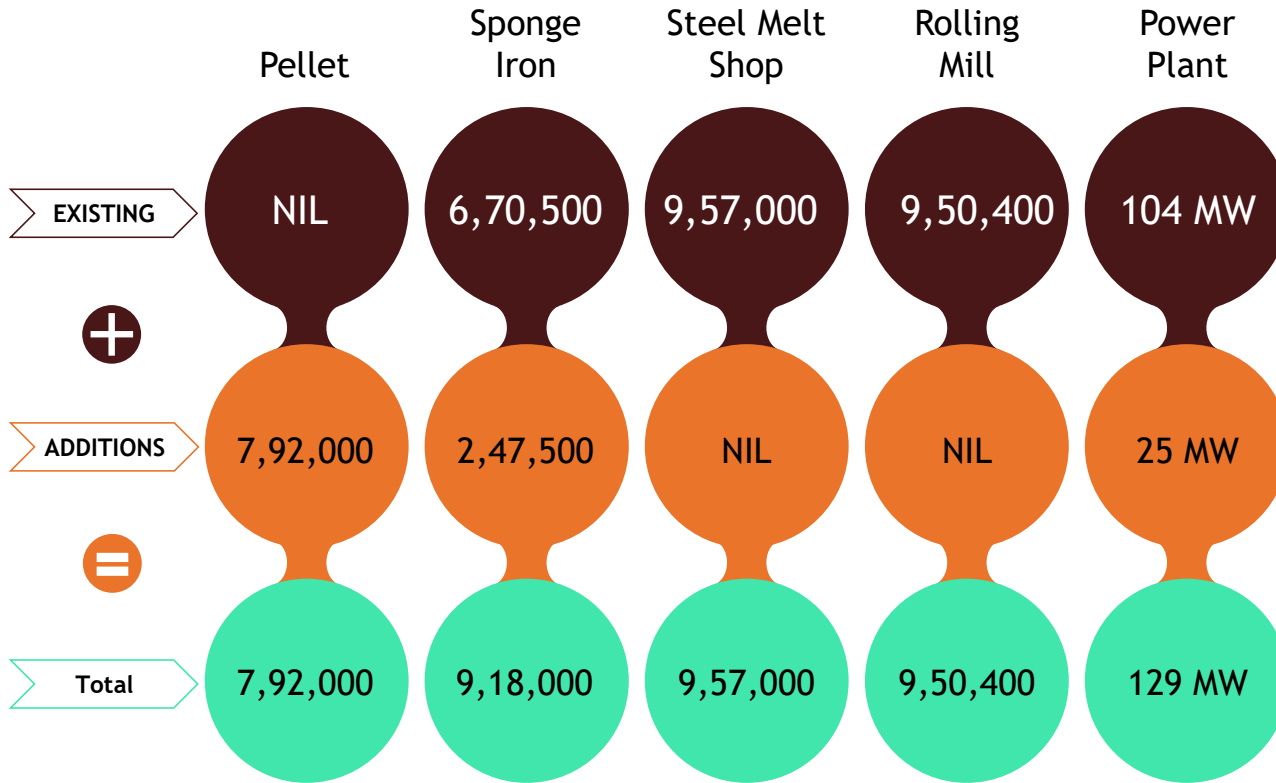 Pellet
Sponge
Iron
Steel Melt
Shop
Rolling
Mill
Power
Plant
EXISTING
NIL
6,70,500
9,57,000
9,50,400
104 MW
+
ADDITIONS
7,92,000
2,47,500
NIL
NIL
25 MW
=
Total
7,92,000
9,18,000
9,57,000
9,50,400
129 MW